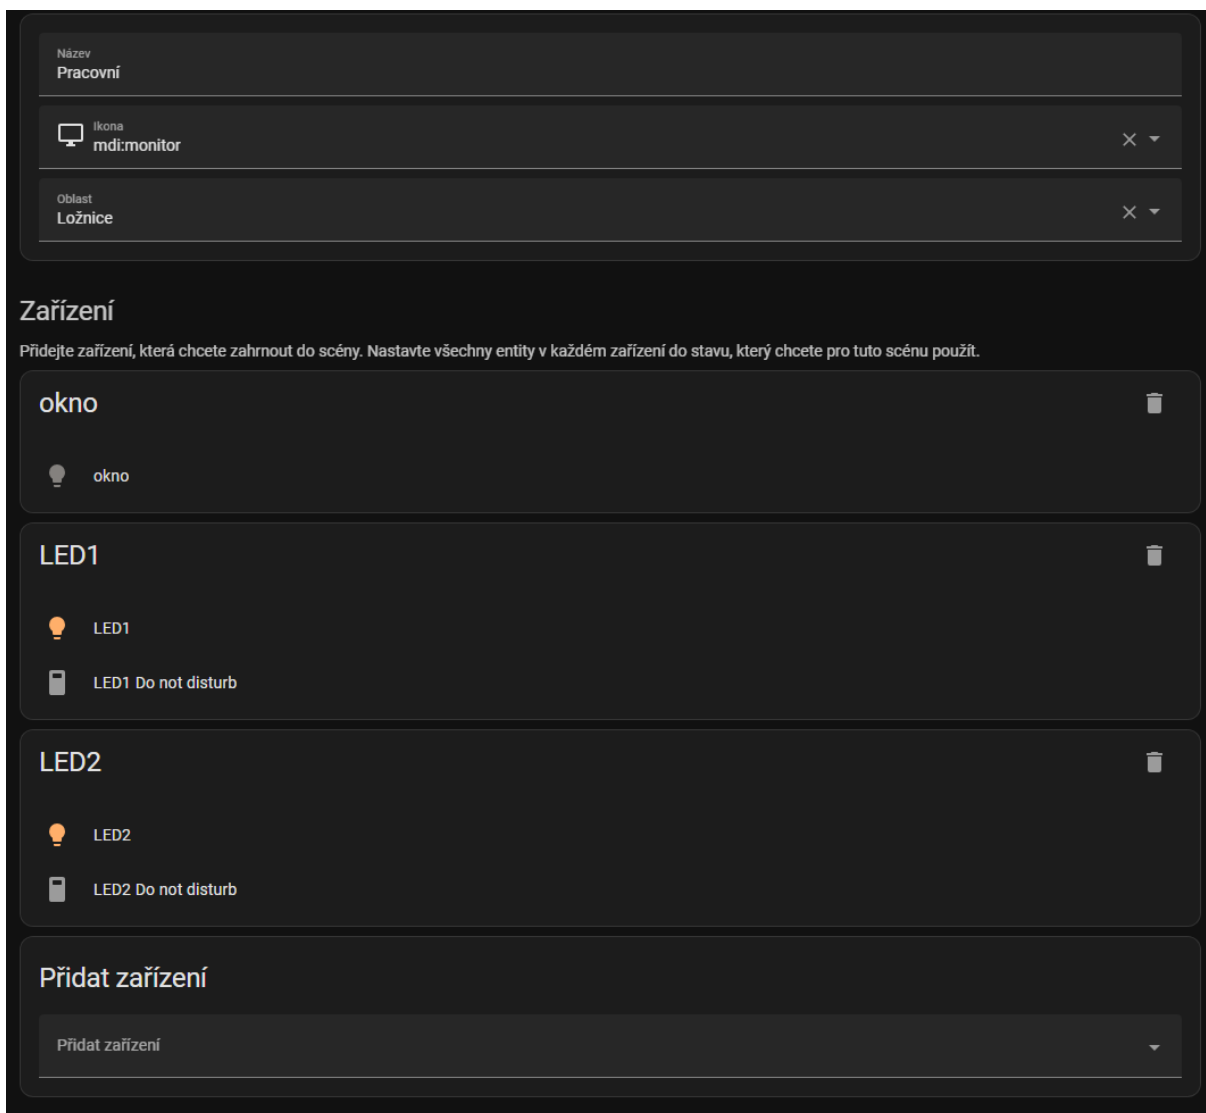 Název
Pracovní
Ikona
mdi:monitor
Oblast
Ložnice
Zařízení
Přidejte zařízení, která chcete zahrnout do scény. Nastavte všechny entity v každém zařízení do stavu, který chcete pro tuto scénu použít.
okno
okno
LED1
LED1
LED1 Do not disturb
LED2
LED2
LED2 Do not disturb
Přidat zařízení
Přidat zařízení